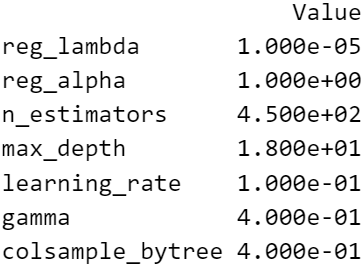 Value
reg_lambda 1.000e-05
reg_alpha 1.000e+00
n_estimators 4.500e+02
max_depth 1.800e+01
learning_rate 1.000e-01
gamma 4.000e-01
colsample_bytree 4.000e-01